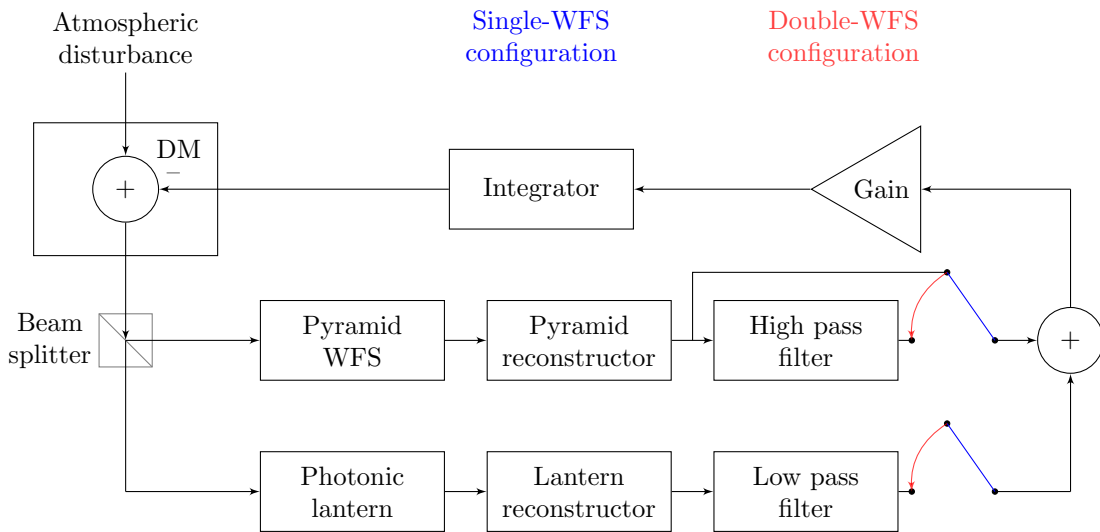 Atmospheric
disturbance
Single-WFS
configuration
Double-WFS
configuration
DM
−
+
Integrator
Gain
Beam
splitter
Pyramid
WFS
Pyramid
reconstructor
High pass
filter
+
Photonic
lantern
Lantern
reconstructor
Low pass
filter